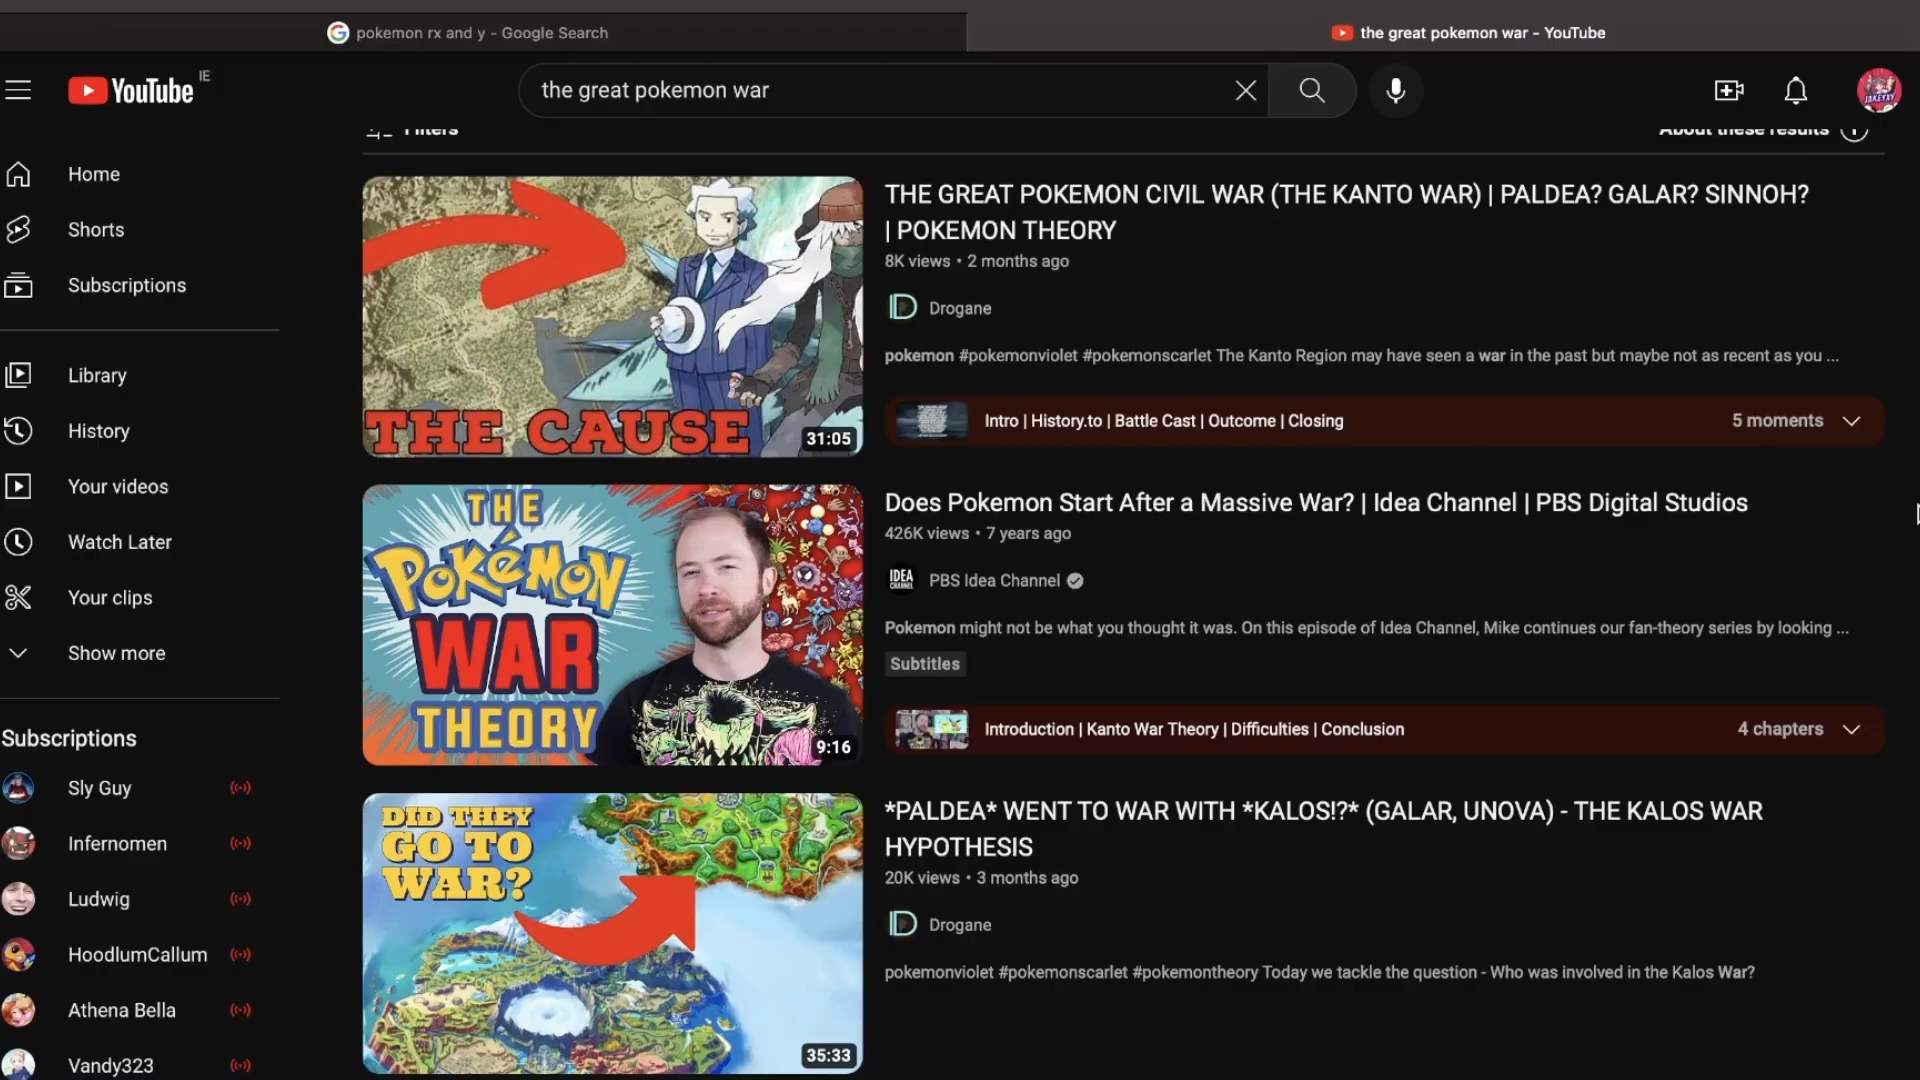 pokemon rx and y - Google Search
the great pokemon war - YouTube
YouTube IE
the great pokemon war
JAKEYXY
Filters
About these results
Home
Shorts
Subscriptions
Library
History
Your videos
Watch Later
Your clips
Show more
Subscriptions
Sly Guy
Infernomen
Ludwig
HoodlumCallum
Athena Bella
Vandy323
THE CAUSE
31:05
THE GREAT POKEMON CIVIL WAR (THE KANTO WAR) | PALDEA? GALAR? SINNOH?
| POKEMON THEORY
8K views • 2 months ago
Drogane
pokemon #pokemonviolet #pokemonscarlet The Kanto Region may have seen a war in the past but maybe not as recent as you ...
Intro | History.to | Battle Cast | Outcome | Closing
5 moments
THE
POKéMON
WAR
THEORY
9:16
Does Pokemon Start After a Massive War? | Idea Channel | PBS Digital Studios
426K views • 7 years ago
IDEA
CHANNEL
PBS Idea Channel
Pokemon might not be what you thought it was. On this episode of Idea Channel, Mike continues our fan-theory series by looking ...
Subtitles
Introduction | Kanto War Theory | Difficulties | Conclusion
4 chapters
DID THEY
GO TO
WAR?
35:33
*PALDEA* WENT TO WAR WITH *KALOS!?* (GALAR, UNOVA) - THE KALOS WAR
HYPOTHESIS
20K views • 3 months ago
Drogane
pokemonviolet #pokemonscarlet #pokemontheory Today we tackle the question - Who was involved in the Kalos War?